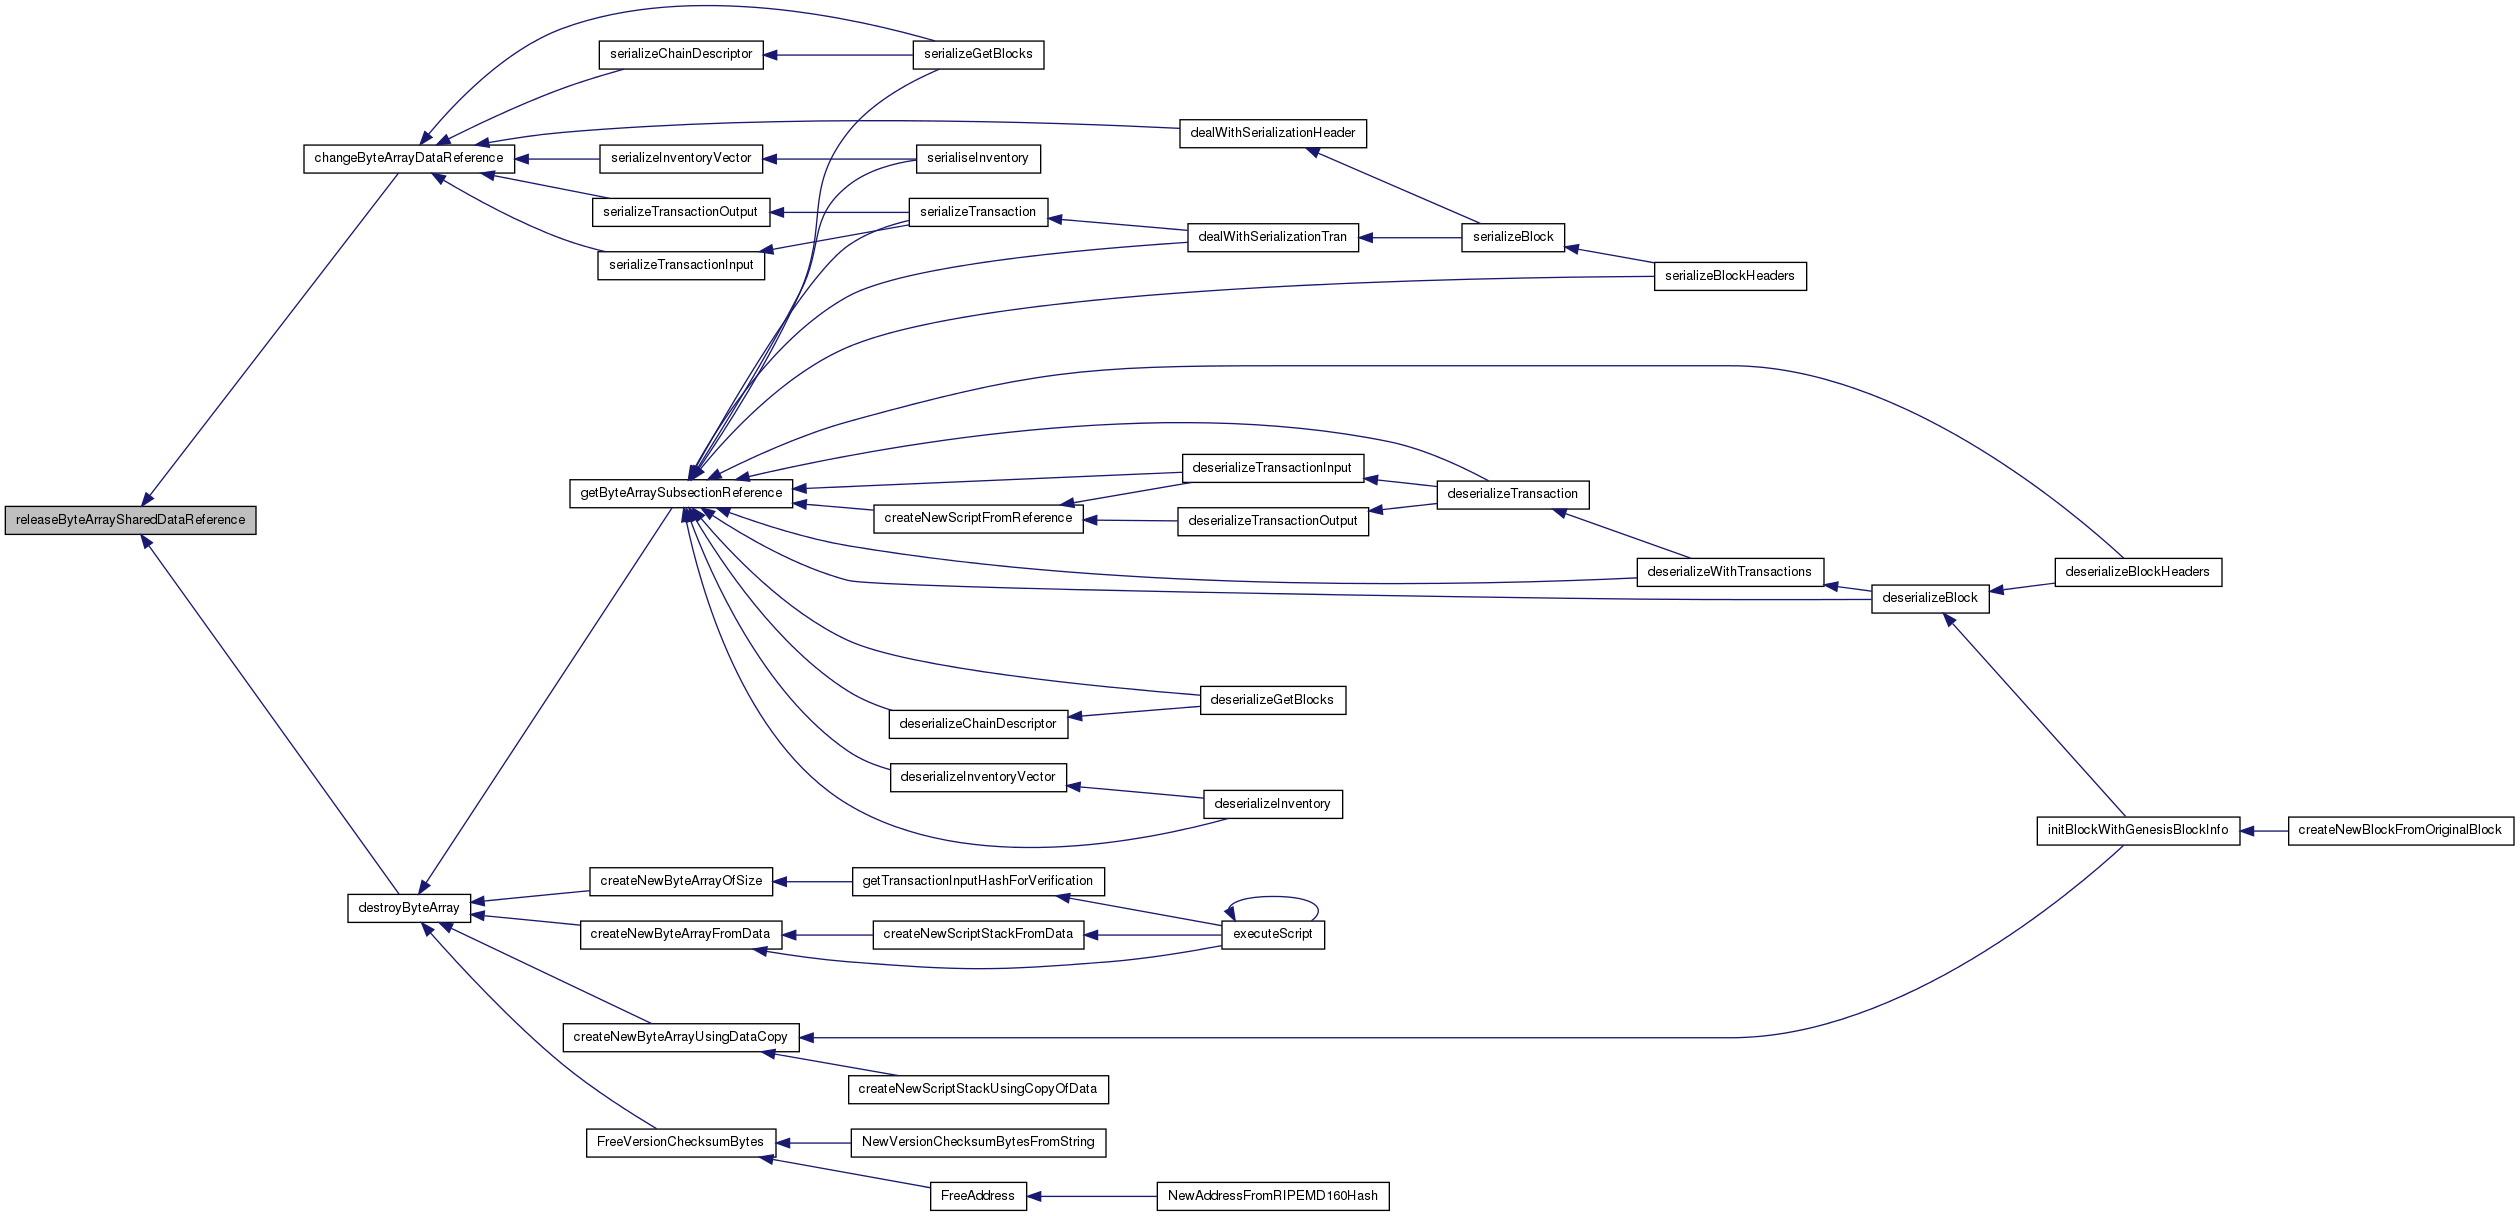 serializeChainDescriptor
serializeGetBlocks
dealWithSerializationHeader
changeByteArrayDataReference
serializeInventoryVector
serialiseInventory
serializeTransactionOutput
serializeTransaction
dealWithSerializationTran
serializeBlock
serializeTransactionInput
serializeBlockHeaders
deserializeTransactionInput
getByteArraySubsectionReference
deserializeTransaction
releaseByteArraySharedDataReference
createNewScriptFromReference
deserializeTransactionOutput
deserializeWithTransactions
deserializeBlockHeaders
deserializeBlock
deserializeGetBlocks
deserializeChainDescriptor
deserializeInventoryVector
deserializeInventory
initBlockWithGenesisBlockInfo
createNewBlockFromOriginalBlock
createNewByteArrayOfSize
getTransactionInputHashForVerification
destroyByteArray
createNewByteArrayFromData
createNewScriptStackFromData
executeScript
createNewByteArrayUsingDataCopy
createNewScriptStackUsingCopyOfData
FreeVersionChecksumBytes
NewVersionChecksumBytesFromString
FreeAddress
NewAddressFromRIPEMD160Hash